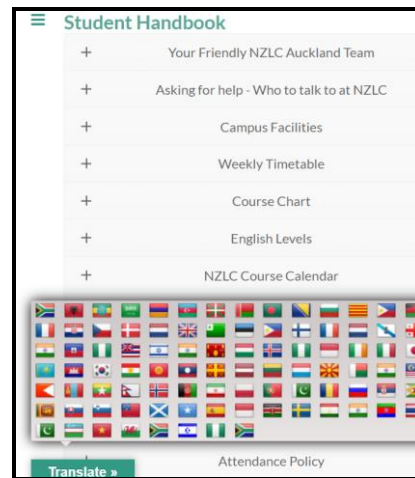 Student Handbook
Your Friendly NZLC Auckland Team
Asking for help - Who to talk to at NZLC
Campus Facilities
Weekly Timetable
Course Chart
English Levels
NZLC Course Calendar
Attendance Policy
Translate »